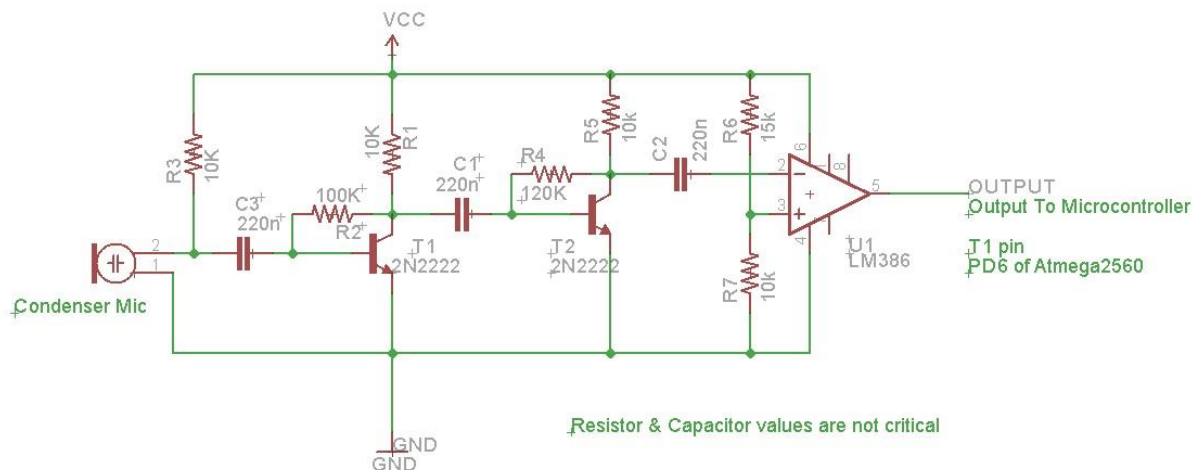 VCC
R3
10K
10K
R1
R5
10k
R6
15k
C2
220n
C1
220n
R4
120K
C3
220n
100K
R2
2
1
T1
2N2222
T2
2N2222
2
3
6
1
8
5
4
7
U1
LM386
R7
10k
OUTPUT
Output To Microcontroller
T1 pin
PD6 of Atmega2560
Condenser Mic
Resistor & Capacitor values are not critical
GND
GND